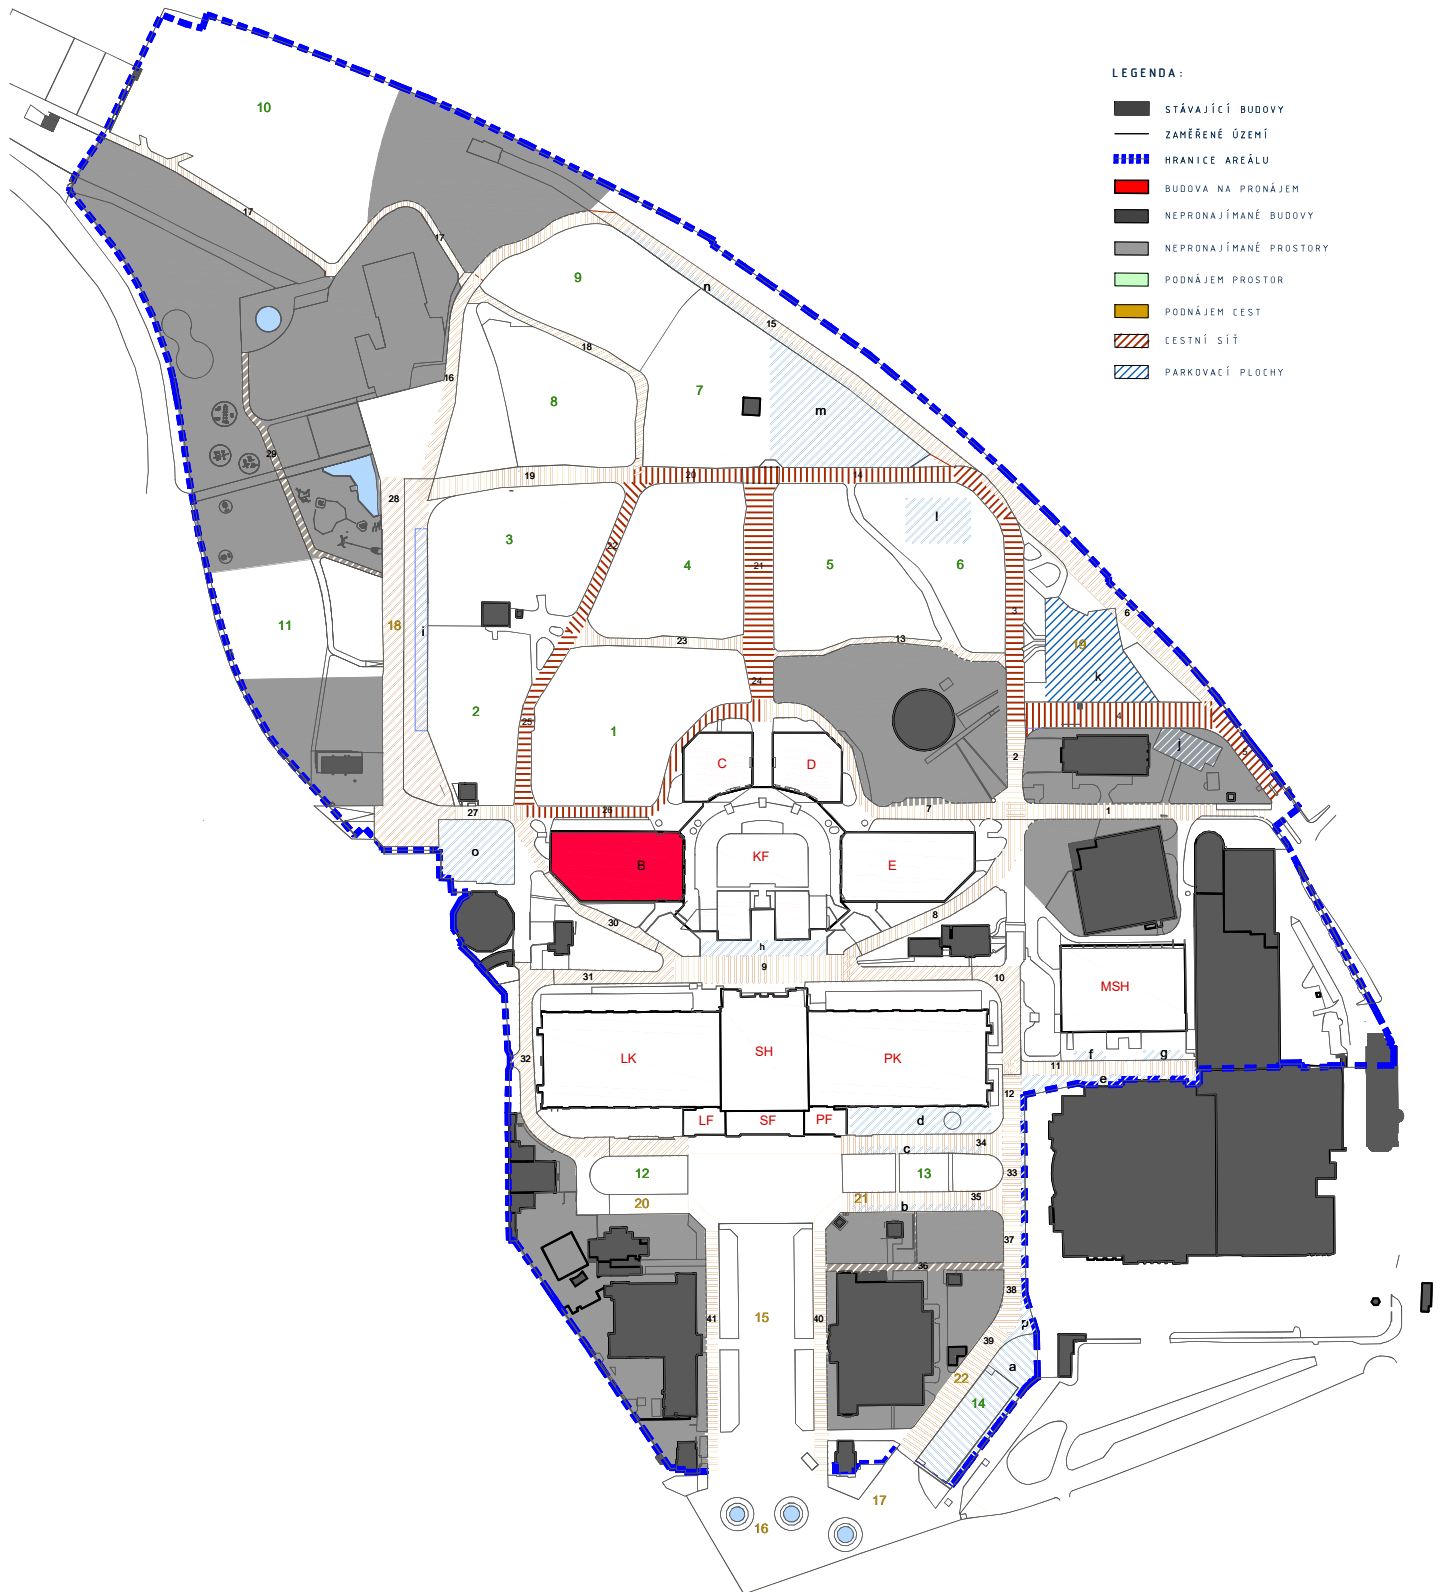 LEGENDA:
STÁVAJÍCÍ BUDOVY
ZAMĚŘENÉ ÚZEMÍ
HRANICE AREÁLU
BUDOVA NA PRONÁJEM
NEPRONAJÍMANÉ BUDOVY
NEPRONAJÍMANÉ PROSTORY
PODNÁJEM PROSTOR
PODNÁJEM CEST
CESTNÍ SÍŤ
PARKOVACÍ PLOCHY
10
17
17
9
n
15
18
16
8
7
m
29
28
19
20
14
3
22
4
21
5
l
6
11
18
i
23
13
3
6
19
k
24
2
25
1
4
C
D
2
j
5
27
26
7
1
o
B
KF
E
30
8
h
31
9
10
MSH
32
LK
SH
PK
f
g
11
e
12
LF
SF
PF
d
34
c
12
13
33
20
21
35
b
37
36
38
41
15
40
p
39
a
22
14
17
16